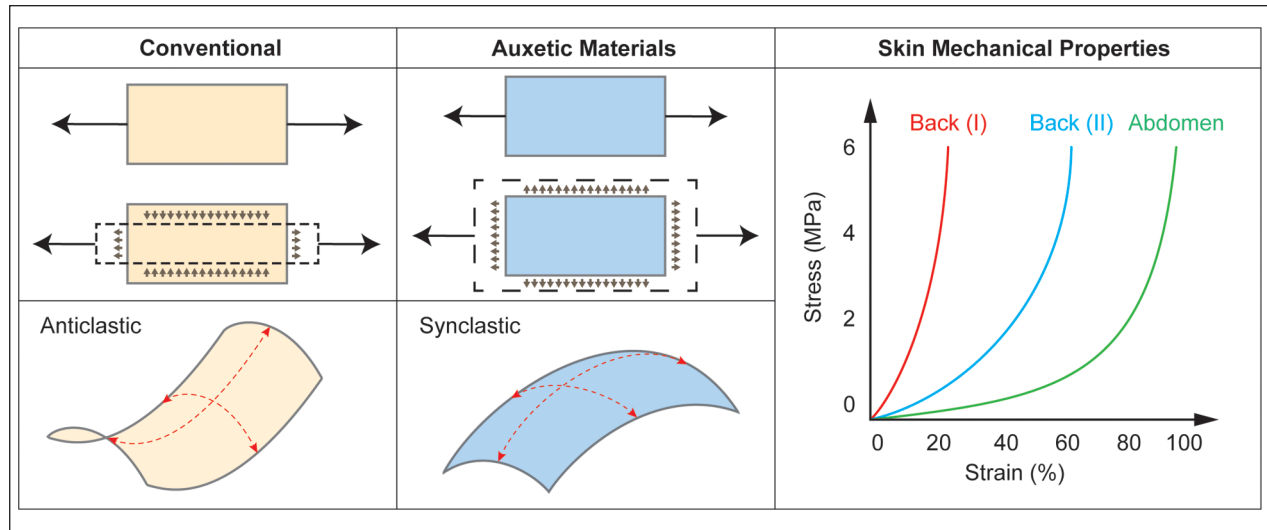 Conventional
Auxetic Materials
Skin Mechanical Properties
Anticlastic
Synclastic
Back (I)
Back (II)
Abdomen
Stress (MPa)
6
4
2
0
0 20 40 60 80 100
Strain (%)